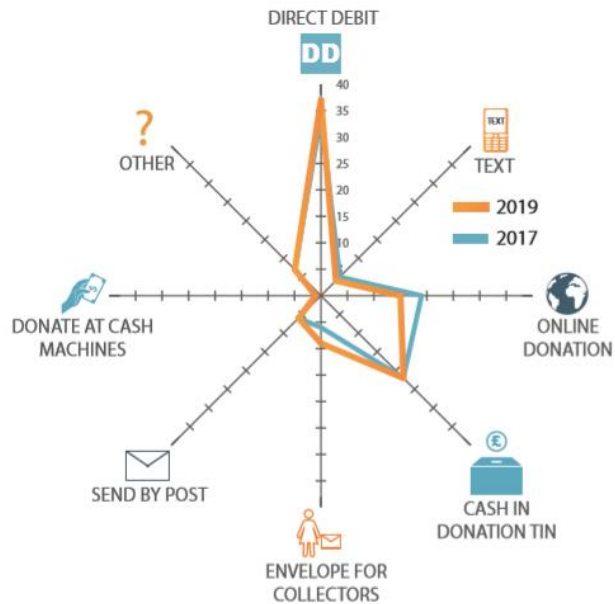 DIRECT DEBIT
DD
40
35
30
25
20
15
10
?
OTHER
TEXT
TEXT
2019
2017
DONATE AT CASH
MACHINES
ONLINE
DONATION
SEND BY POST
£
CASH IN
DONATION TIN
ENVELOPE FOR
COLLECTORS